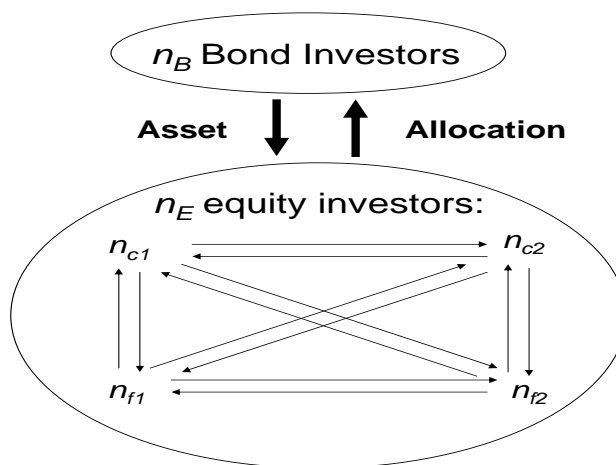 n_B Bond Investors
Asset Allocation
n_E equity investors:
n_c1 n_c2
n_f1 n_f2